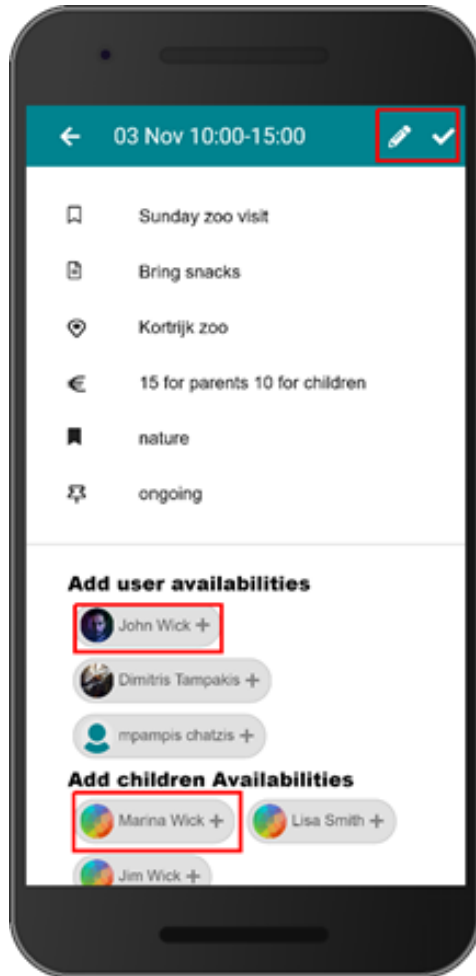 03 Nov 10:00-15:00
Sunday zoo visit
Bring snacks
Kortrijk zoo
€ 15 for parents 10 for children
nature
ongoing
Add user availabilities
John Wick +
Dimitris Tampakis +
mpampis chatzis +
Add children Availabilities
Marina Wick + Lisa Smith +
Jim Wick +